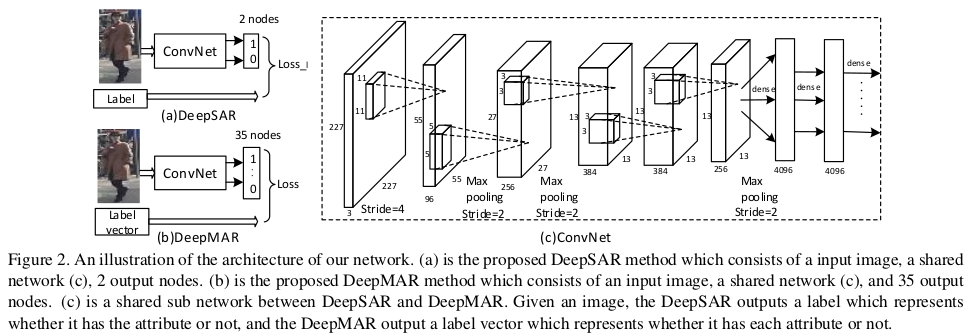 2 nodes
ConvNet
1
0
Loss_i
Label
(a)DeepSAR
35 nodes
ConvNet
1
0
Loss
Label
vector
(b)DeepMAR
11
11
227
227
3
Stride=4
55
5
5
55
96
Max
pooling
Stride=2
3
3
27
27
256
Max
pooling
Stride=2
3
3
13
13
384
3
3
13
13
384
13
13
256
Max
pooling
Stride=2
dense
4096
dense
4096
dense
(c)ConvNet
Figure 2. An illustration of the architecture of our network. (a) is the proposed DeepSAR method which consists of a input image, a shared
network (c), 2 output nodes. (b) is the proposed DeepMAR method which consists of an input image, a shared network (c), and 35 output
nodes. (c) is a shared sub network between DeepSAR and DeepMAR. Given an image, the DeepSAR outputs a label which represents
whether it has the attribute or not, and the DeepMAR output a label vector which represents whether it has each attribute or not.